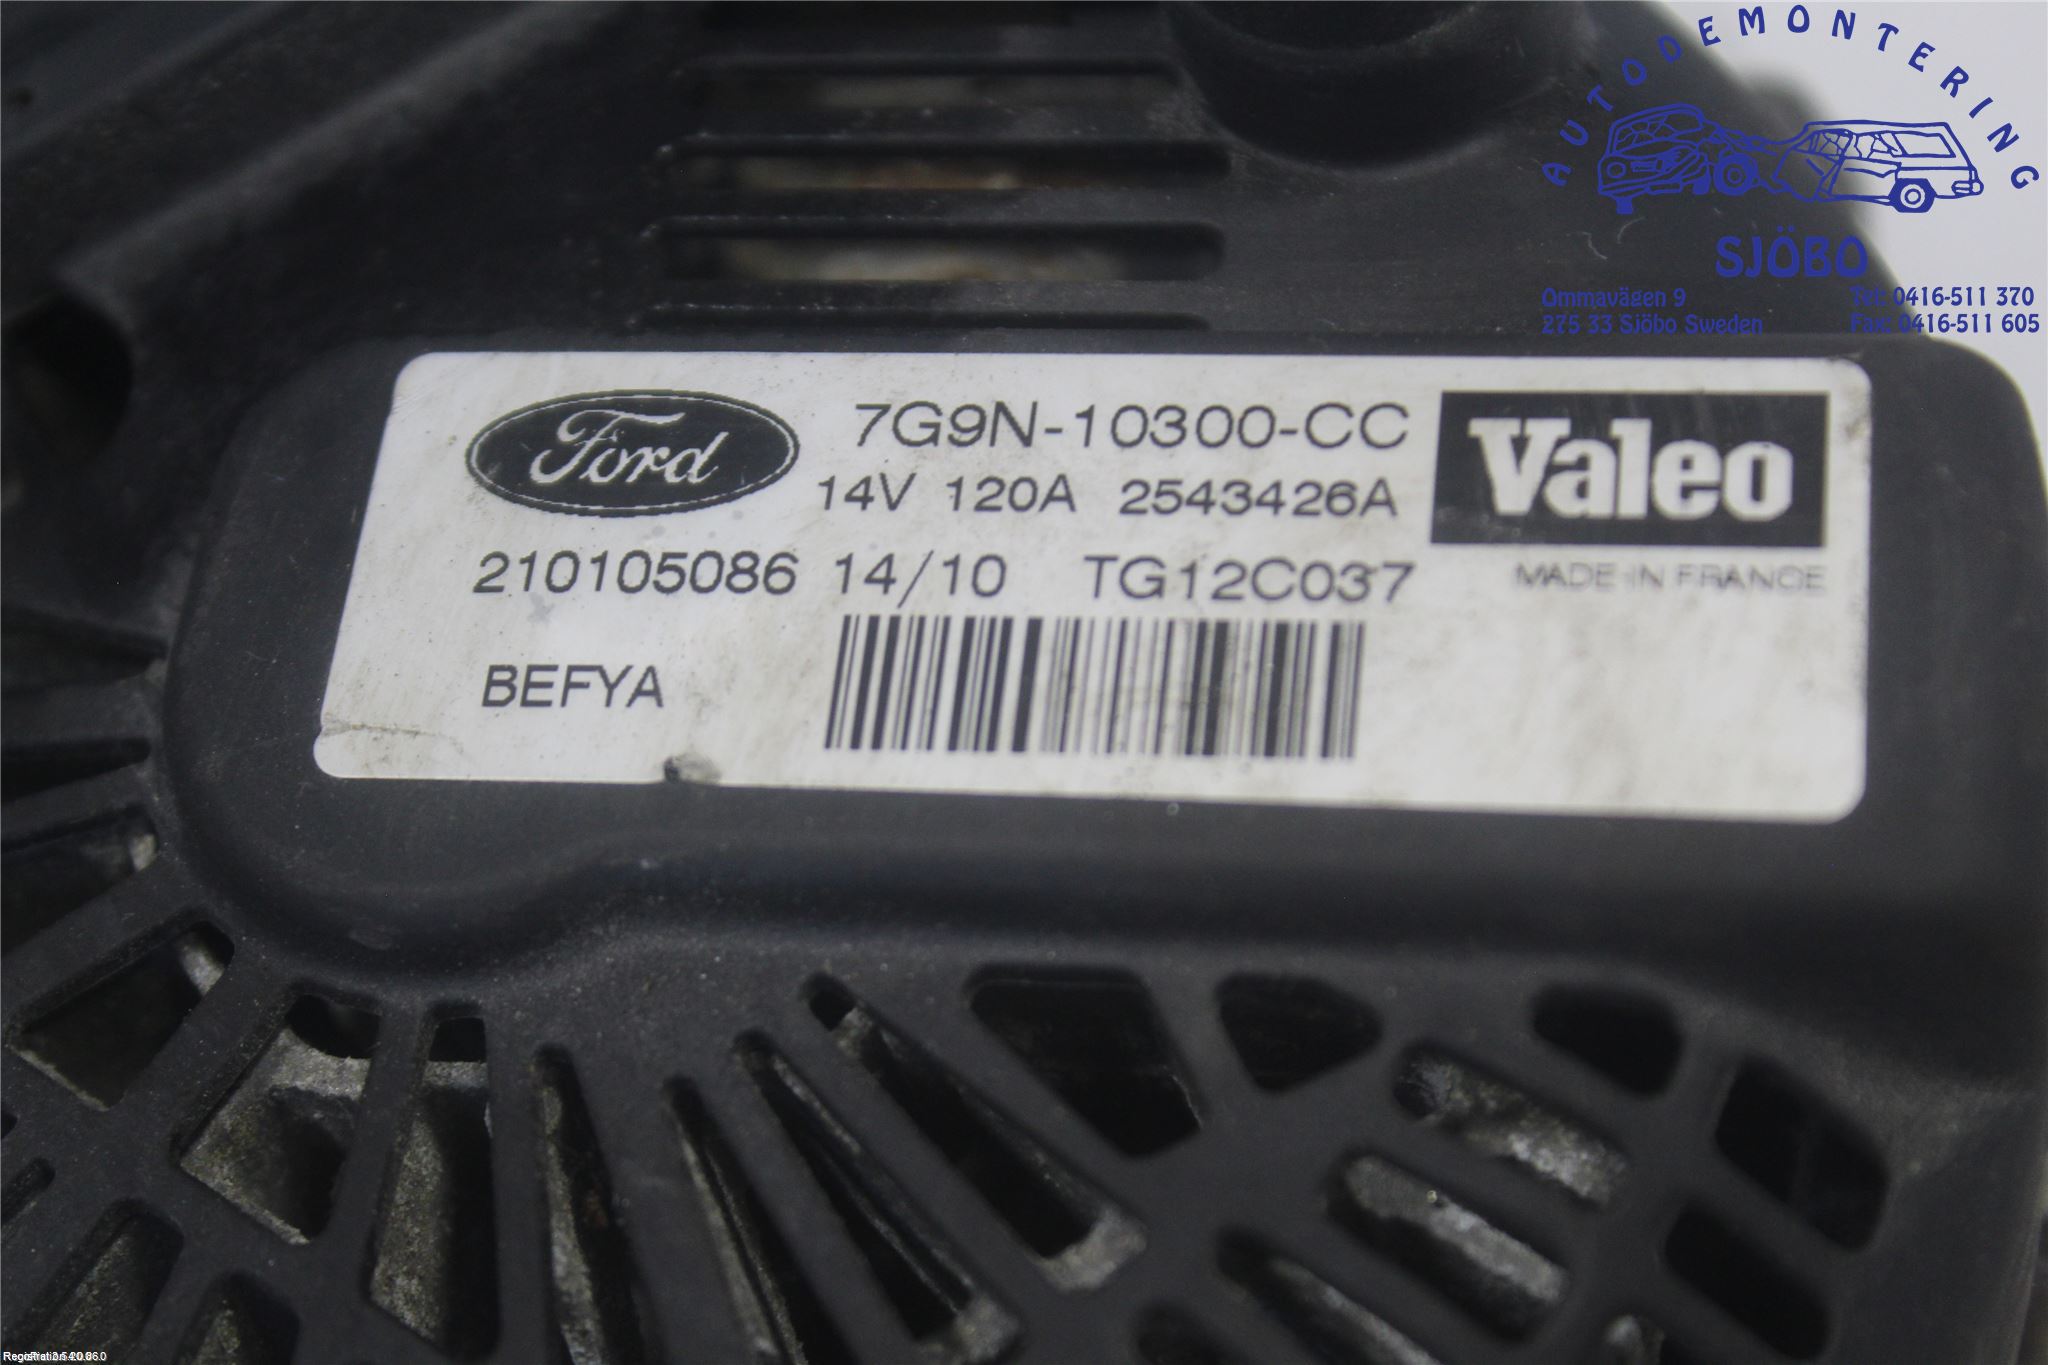 AUTODEMONTERING
SJÖBO
Ommavägen 9 Tel: 0416-511 370
275 33 Sjöbo Sweden Fax: 0416-511 605
Ford 7G9N-10300-CC Valeo
14V 120A 2543426A
210105086 14/10 TG12C037 MADE IN FRANCE
BEFYA